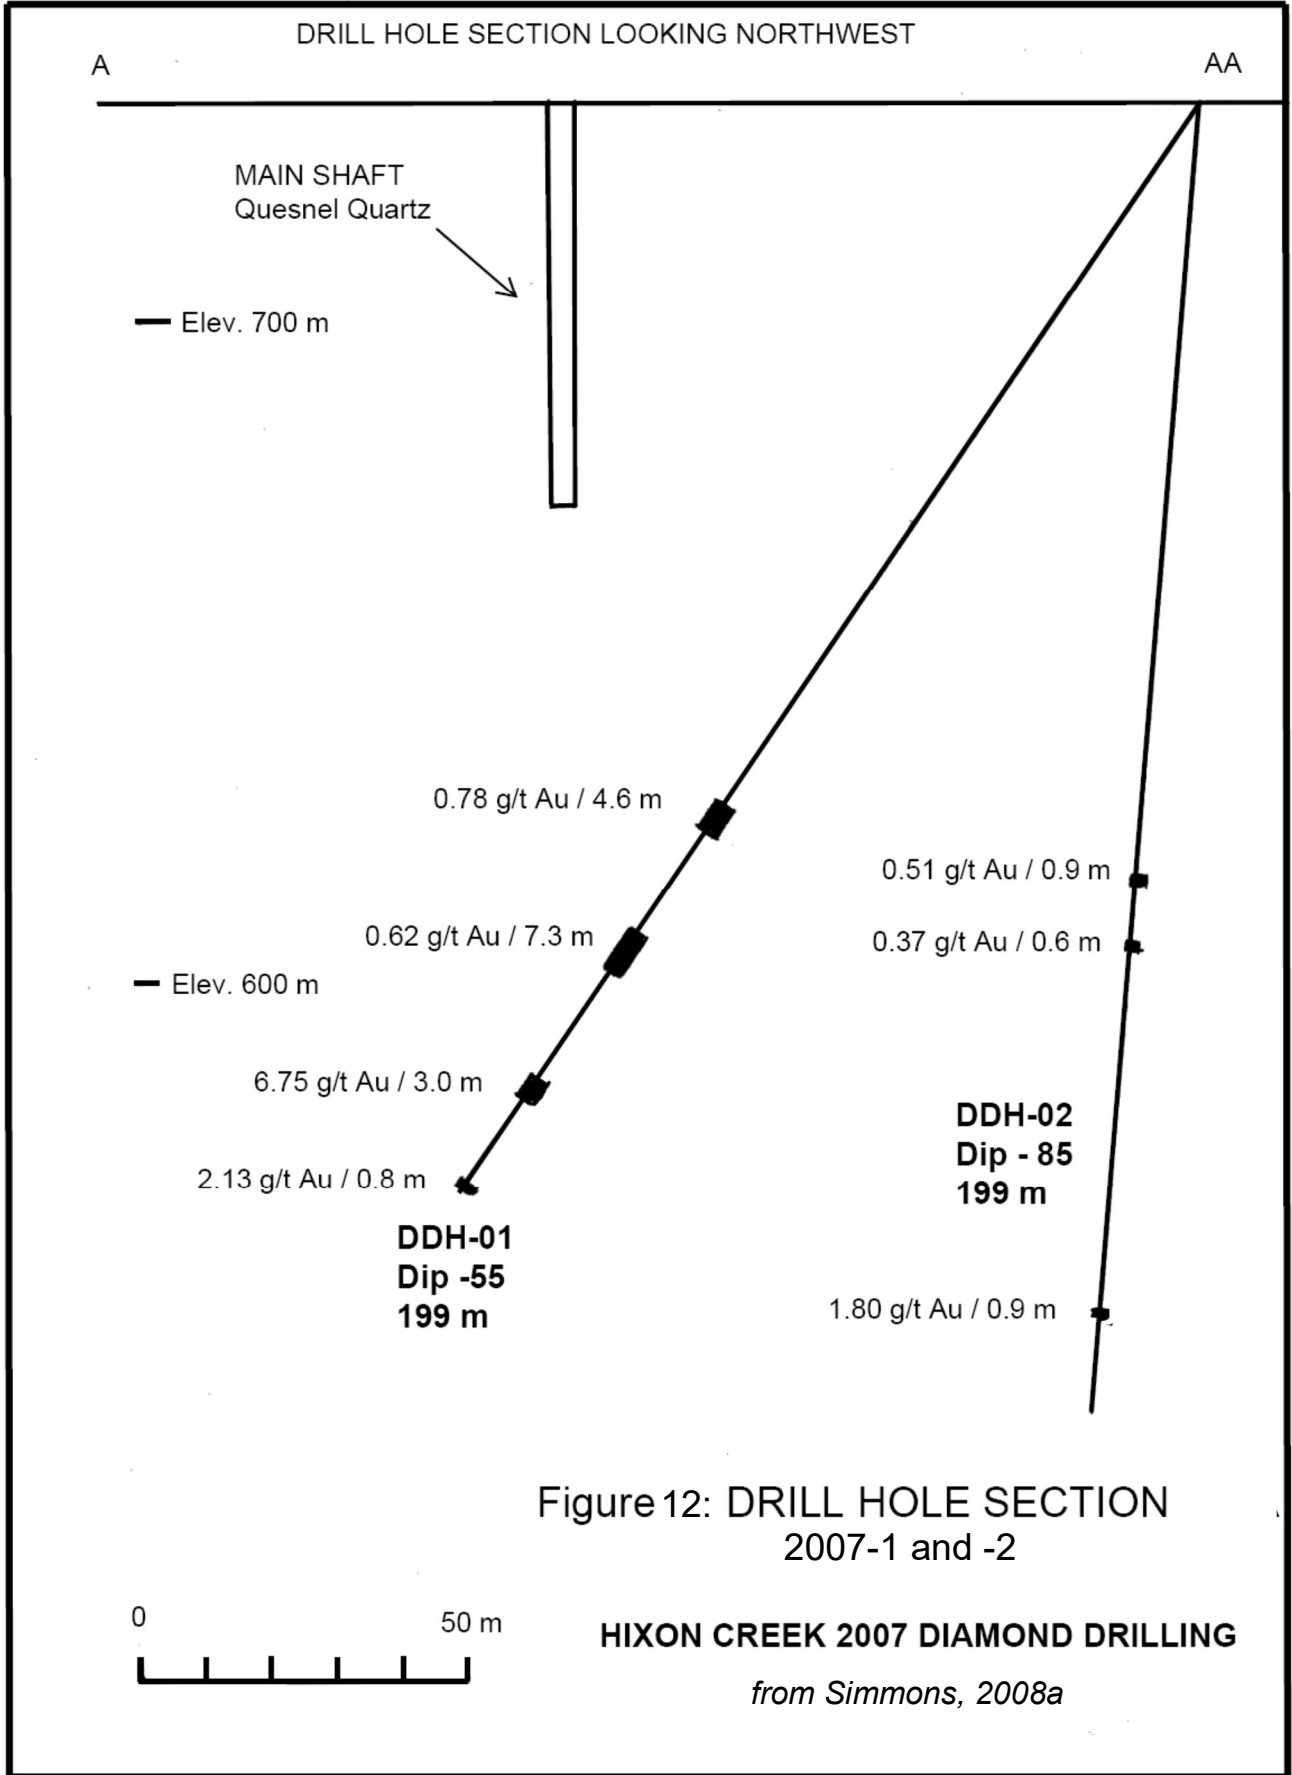 DRILL HOLE SECTION LOOKING NORTHWEST
A
AA
MAIN SHAFT
Quesnel Quartz
Elev. 700 m
0.78 g/t Au / 4.6 m
0.51 g/t Au / 0.9 m
0.62 g/t Au / 7.3 m
0.37 g/t Au / 0.6 m
Elev. 600 m
6.75 g/t Au / 3.0 m
DDH-02
Dip - 85
199 m
2.13 g/t Au / 0.8 m
DDH-01
Dip -55
199 m
1.80 g/t Au / 0.9 m
Figure 12: DRILL HOLE SECTION
2007-1 and -2
0
50 m
HIXON CREEK 2007 DIAMOND DRILLING
from Simmons, 2008a